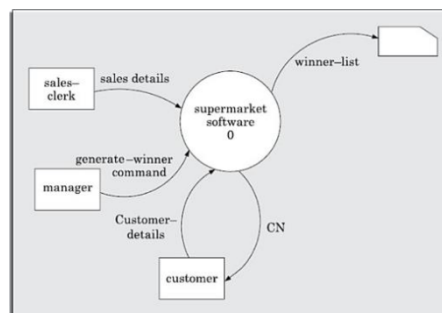 winner–list
sales–
clerk
sales details
supermarket
software
0
generate–winner
command
manager
Customer–
details
CN
customer